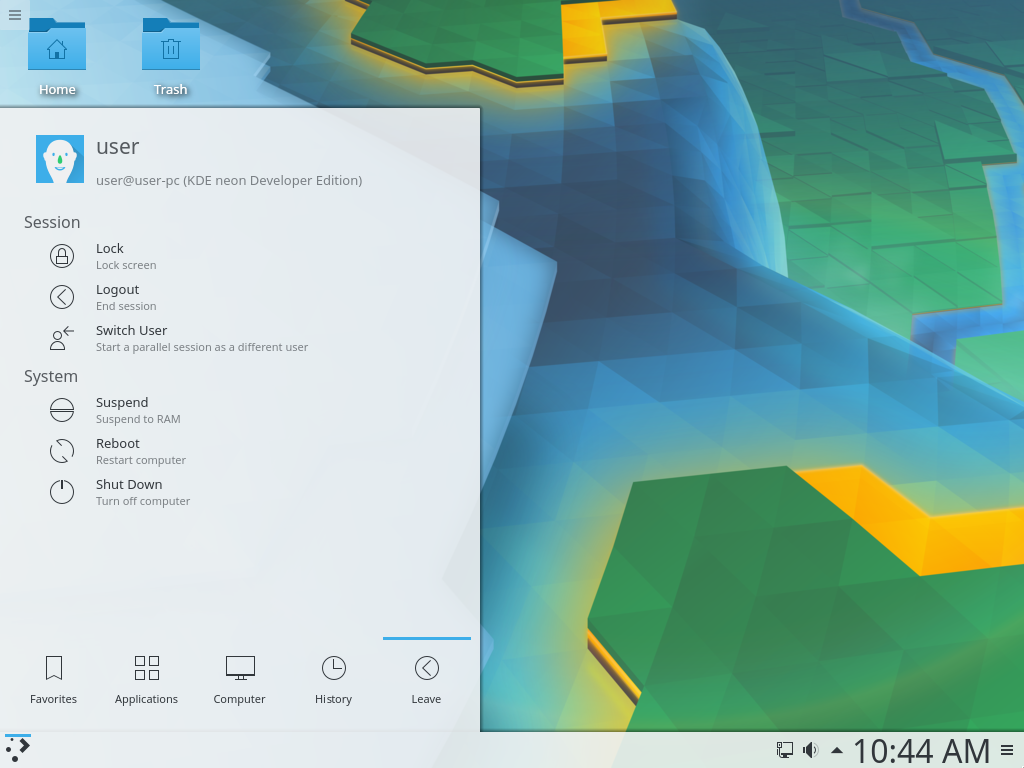 Home
Trash
user
user@user-pc (KDE neon Developer Edition)
Session
Lock
Lock screen
Logout
End session
Switch User
Start a parallel session as a different user
System
Suspend
Suspend to RAM
Reboot
Restart computer
Shut Down
Turn off computer
Favorites
Applications
Computer
History
Leave
10:44 AM